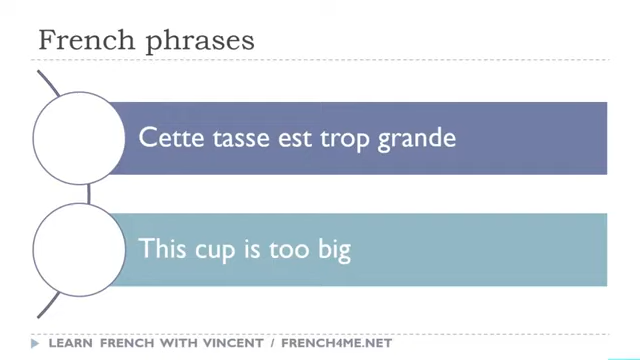 French phrases
Cette tasse est trop grande
This cup is too big
LEARN FRENCH WITH VINCENT / FRENCH4ME.NET